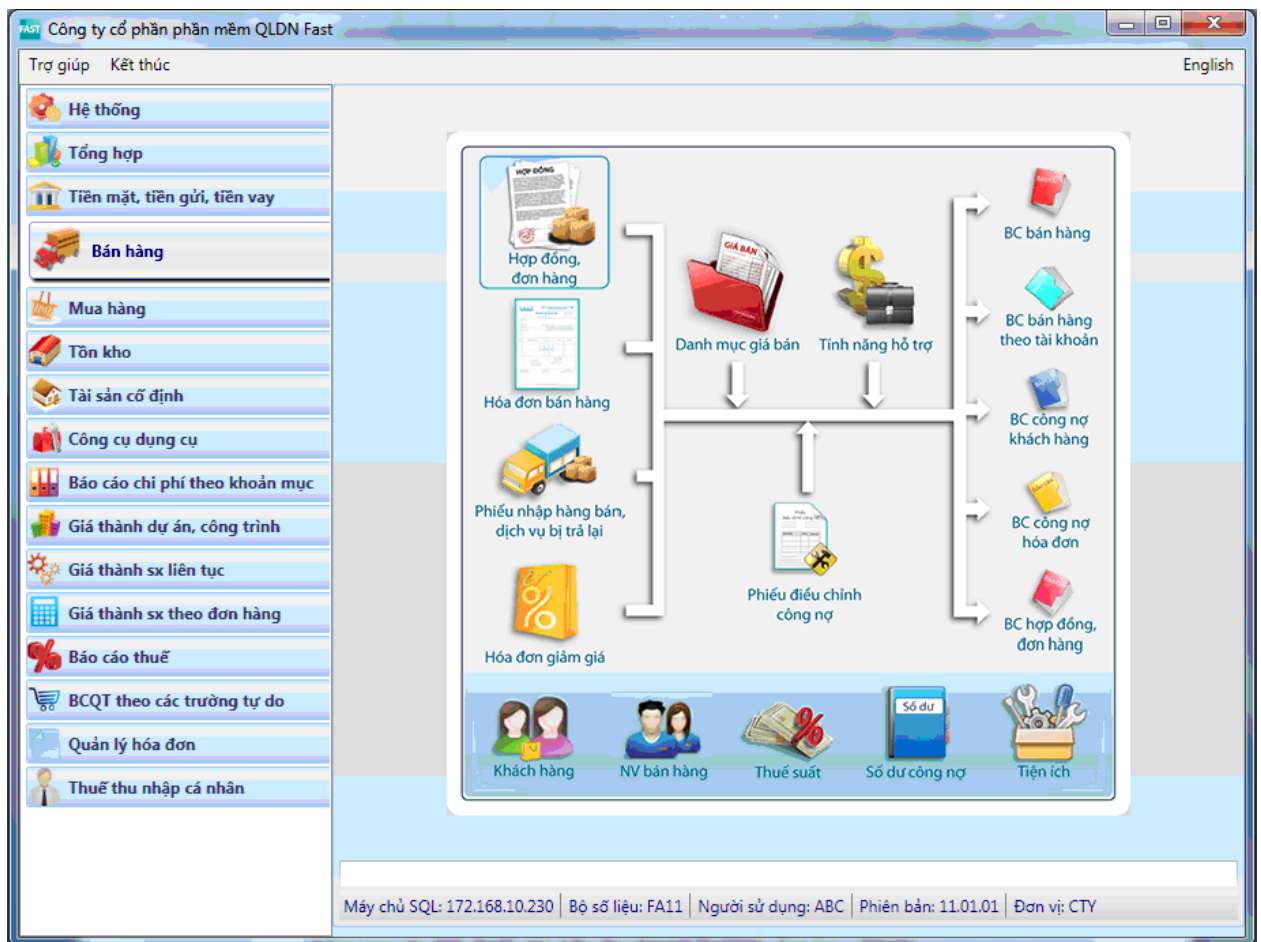 FAST Công ty cổ phần phần mềm QLDN Fast
Trợ giúp Kết thúc English
Hệ thống
Tổng hợp
Tiền mặt, tiền gửi, tiền vay
Bán hàng
Mua hàng
Tồn kho
Tài sản cố định
Công cụ dụng cụ
Báo cáo chi phí theo khoản mục
Giá thành dự án, công trình
Giá thành sx liên tục
Giá thành sx theo đơn hàng
Báo cáo thuế
BCQT theo các trường tự do
Quản lý hóa đơn
Thuế thu nhập cá nhân
HỢP ĐỒNG
Hợp đồng,
đơn hàng
Hóa đơn bán hàng
Phiếu nhập hàng bán,
dịch vụ bị trả lại
Hóa đơn giảm giá
GIÁ BÁN
Danh mục giá bán
Tính năng hỗ trợ
Phiếu
Phiếu điều chỉnh
công nợ
BC bán hàng
BC bán hàng
theo tài khoản
BC công nợ
khách hàng
BC công nợ
hóa đơn
BC hợp đồng,
đơn hàng
Khách hàng
NV bán hàng
Thuế suất
Số dư
Số dư công nợ
Tiện ích
Máy chủ SQL: 172.168.10.230 Bộ số liệu: FA11 Người sử dụng: ABC Phiên bản: 11.01.01 Đơn vị: CTY